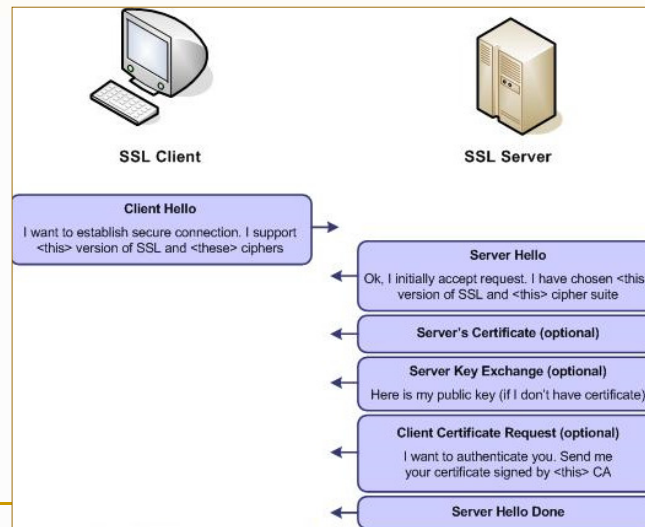 SSL Client
SSL Server
Client Hello
I want to establish secure connection. I support
<this> version of SSL and <these> ciphers
Server Hello
Ok, I initially accept request. I have chosen <this
version of SSL and <this> cipher suite
Server's Certificate (optional)
Server Key Exchange (optional)
Here is my public key (if I don't have certificate)
Client Certificate Request (optional)
I want to authenticate you. Send me
your certificate signed by <this> CA
Server Hello Done